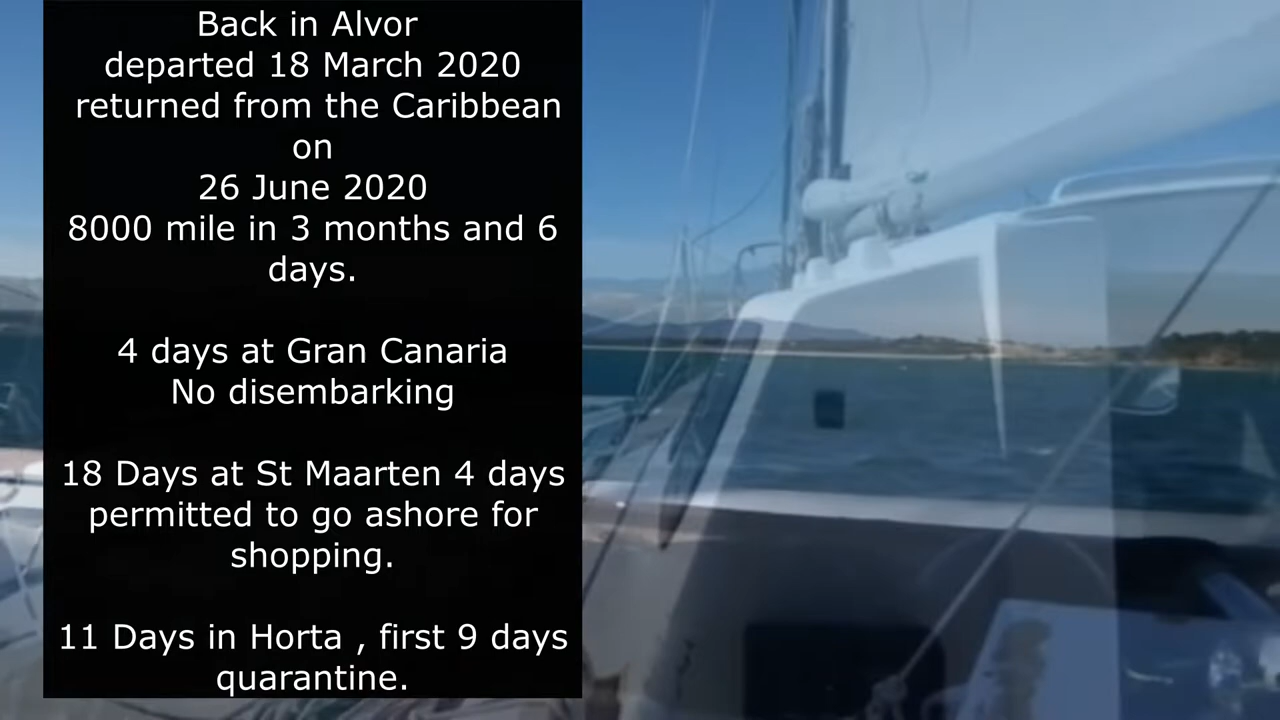 Back in Alvor
departed 18 March 2020
returned from the Caribbean
on
26 June 2020
8000 mile in 3 months and 6
days.
4 days at Gran Canaria
No disembarking
18 Days at St Maarten 4 days
permitted to go ashore for
shopping.
11 Days in Horta , first 9 days
quarantine.